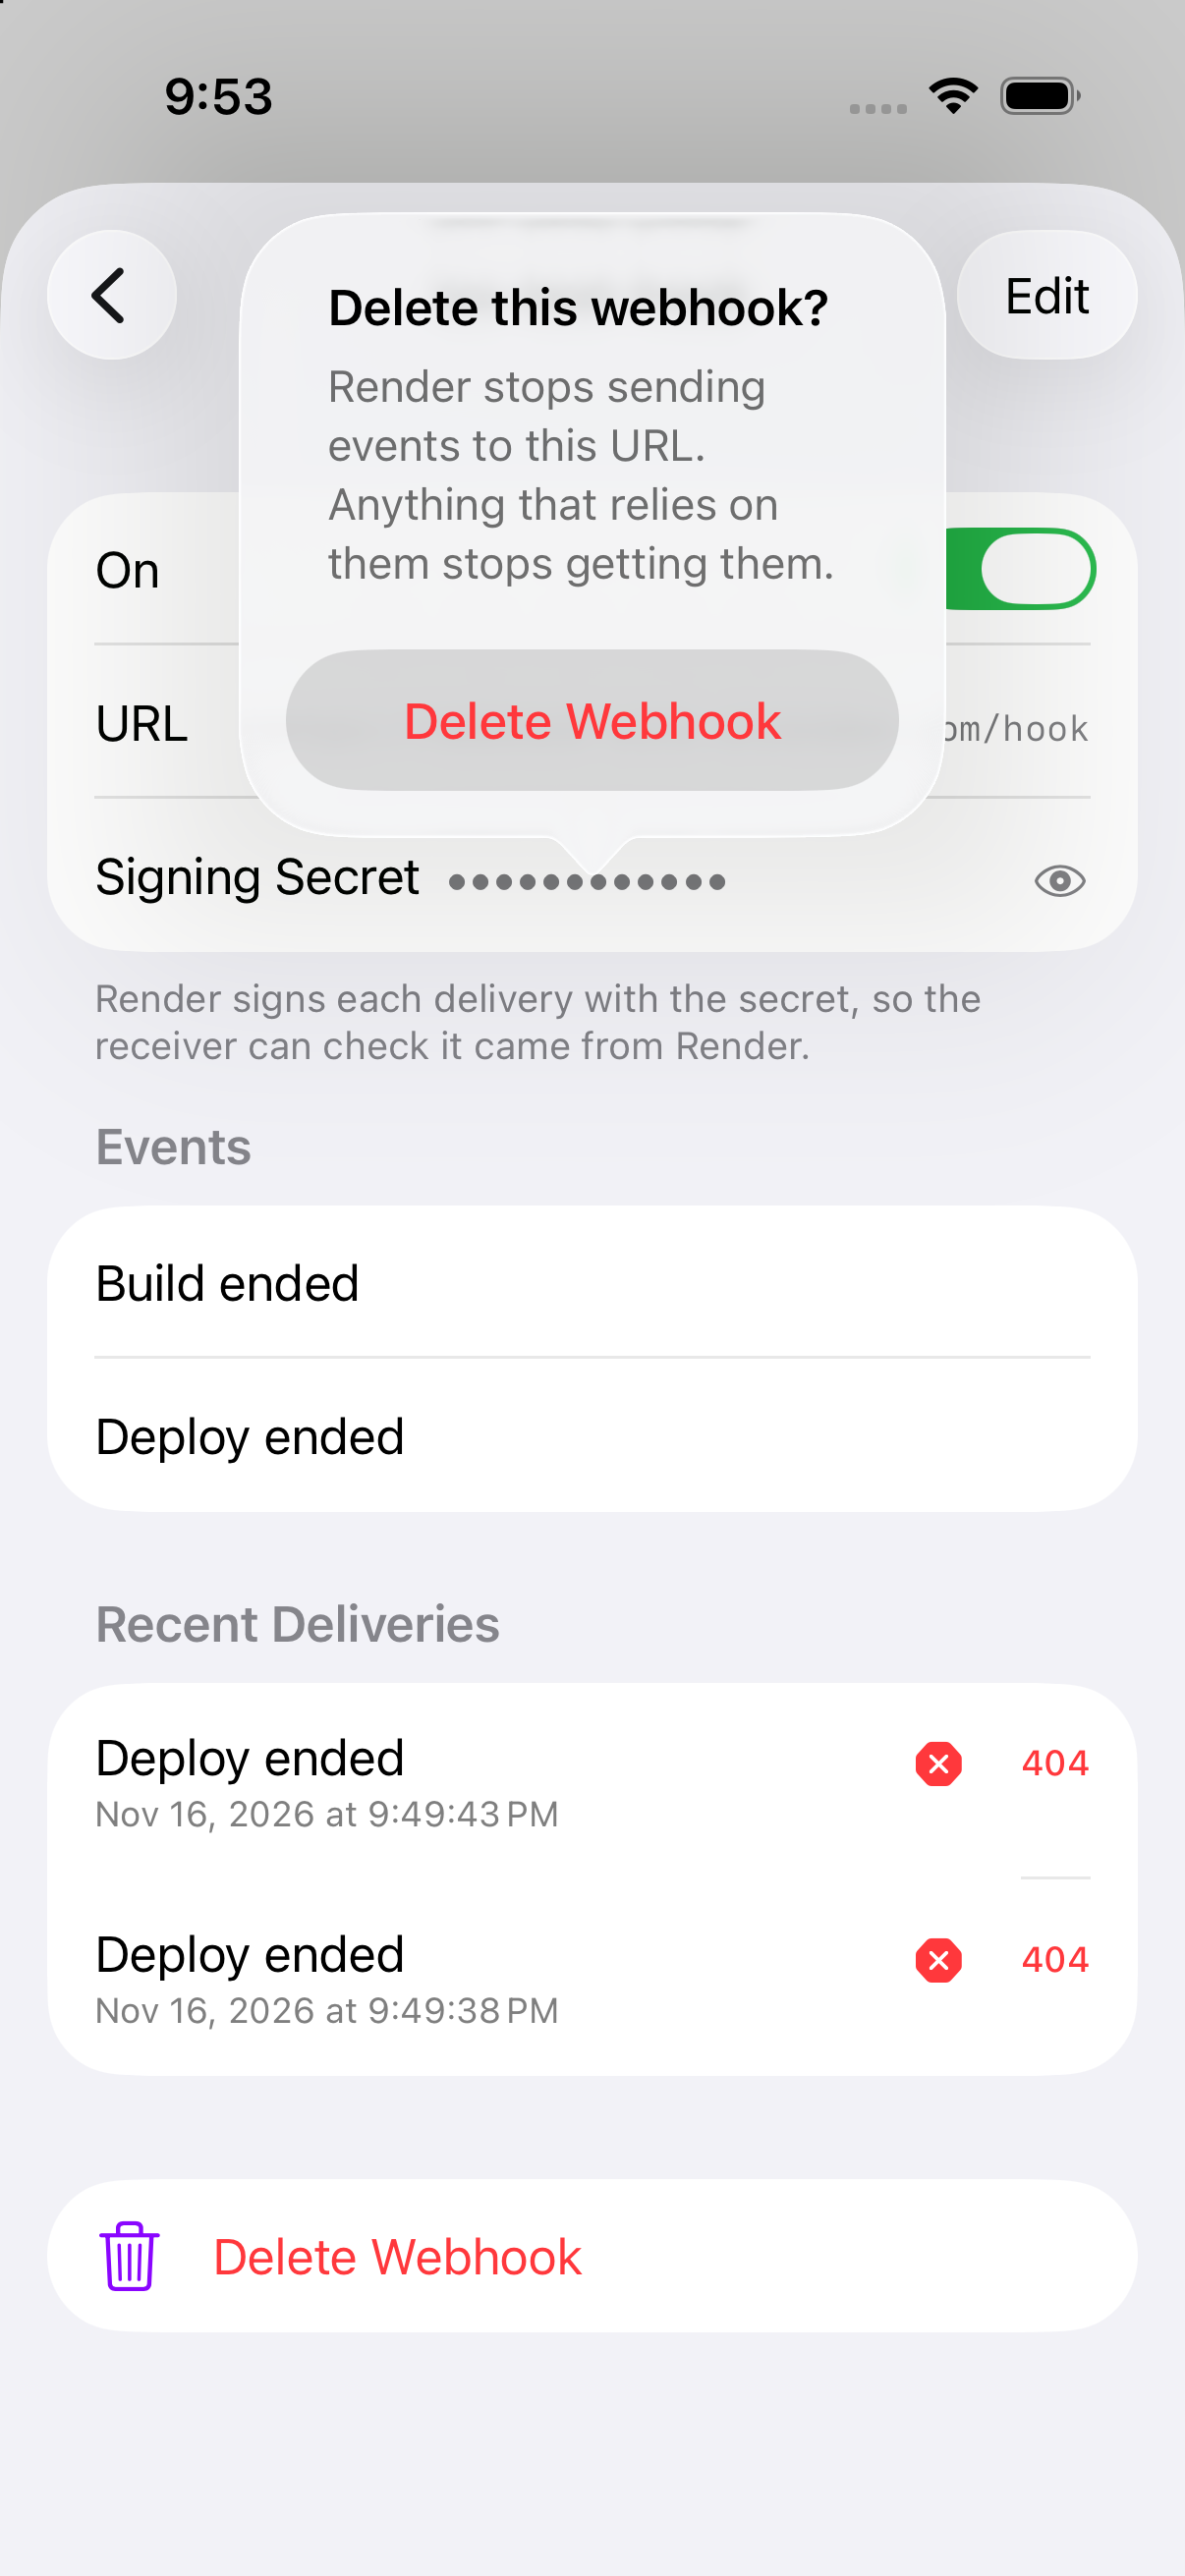 9:53
Edit
Delete this webhook?
Render stops sending
events to this URL.
Anything that relies on
them stops getting them.
Delete Webhook
On
URL
om/hook
Signing Secret ••••••••••••
Render signs each delivery with the secret, so the
receiver can check it came from Render.
Events
Build ended
Deploy ended
Recent Deliveries
Deploy ended
404
Nov 16, 2026 at 9:49:43 PM
Deploy ended
404
Nov 16, 2026 at 9:49:38 PM
Delete Webhook